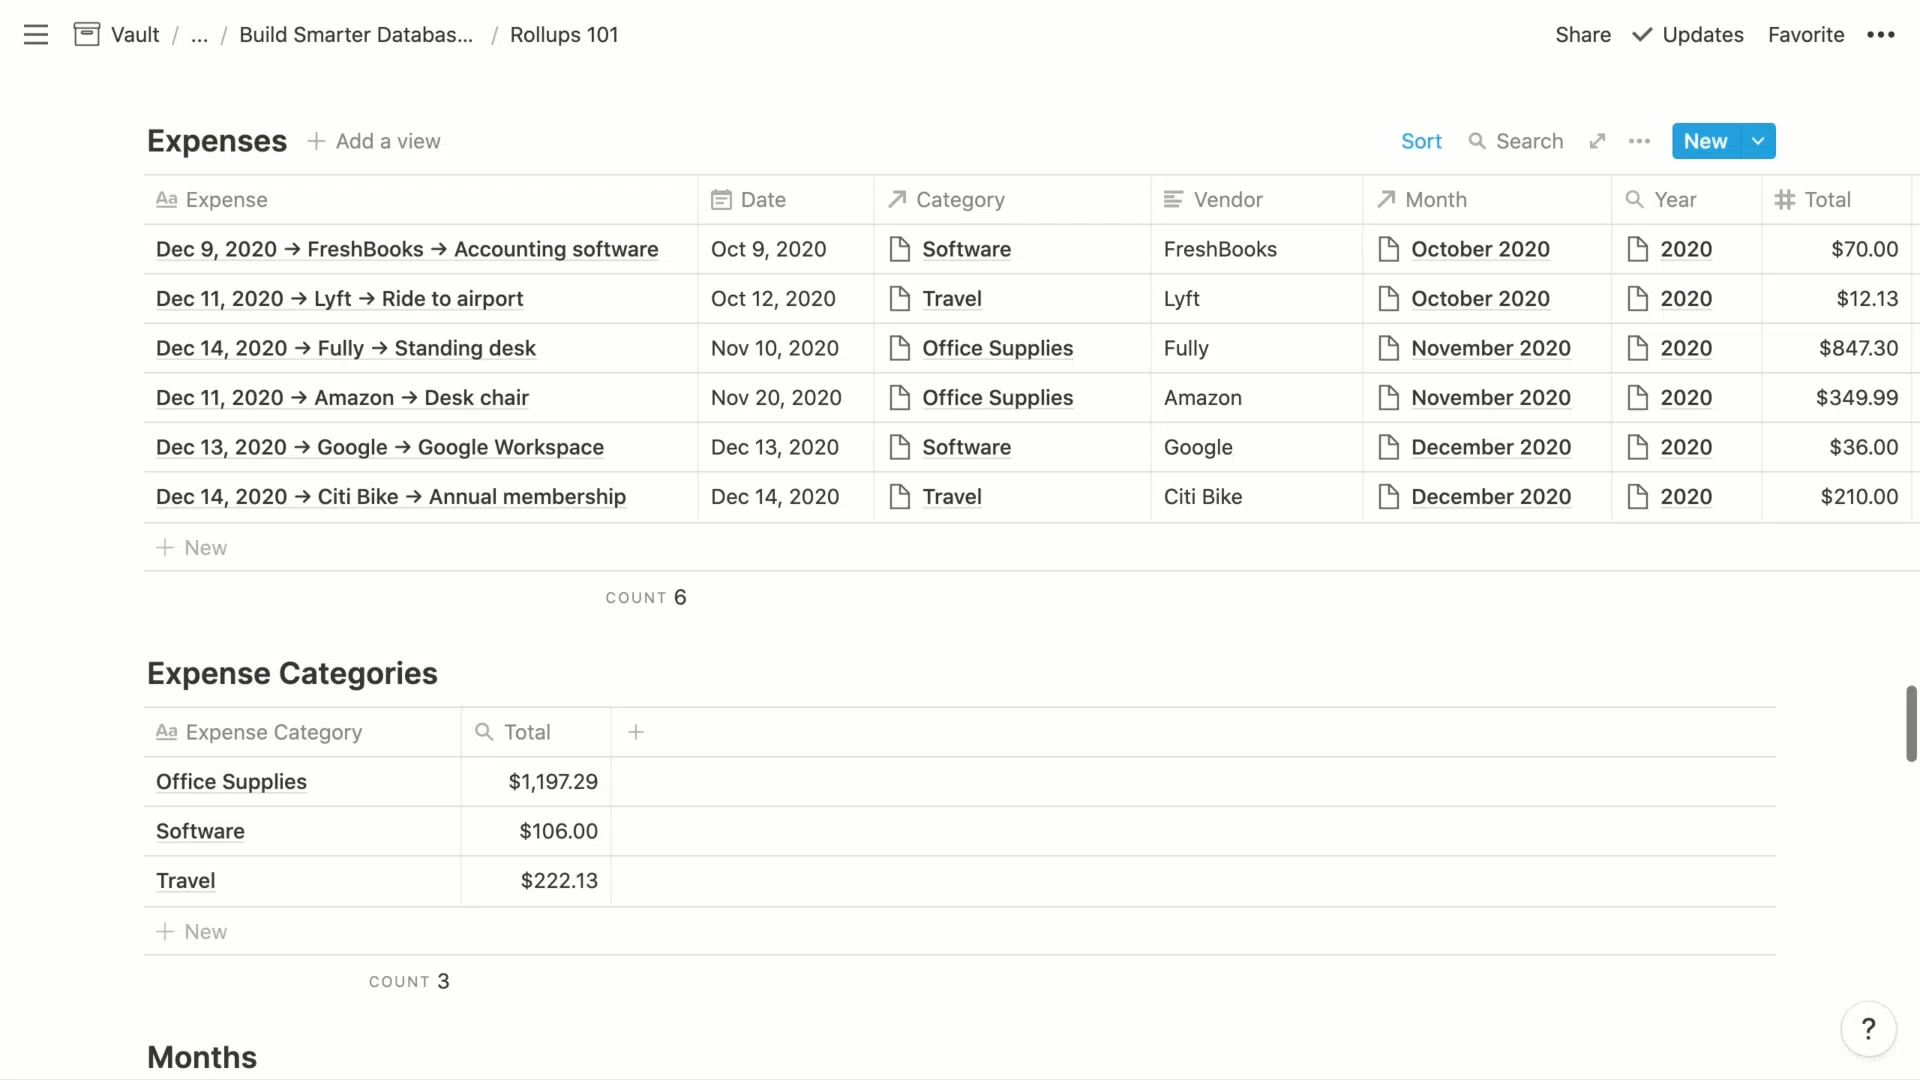 Vault / ... / Build Smarter Databas... / Rollups 101
Share Updates Favorite •••
Expenses + Add a view
Sort Search ••• New
Aa Expense Date Category Vendor Month Year # Total
Dec 9, 2020 → FreshBooks → Accounting software Oct 9, 2020 Software FreshBooks October 2020 2020 $70.00
Dec 11, 2020 → Lyft → Ride to airport Oct 12, 2020 Travel Lyft October 2020 2020 $12.13
Dec 14, 2020 → Fully → Standing desk Nov 10, 2020 Office Supplies Fully November 2020 2020 $847.30
Dec 11, 2020 → Amazon → Desk chair Nov 20, 2020 Office Supplies Amazon November 2020 2020 $349.99
Dec 13, 2020 → Google → Google Workspace Dec 13, 2020 Software Google December 2020 2020 $36.00
Dec 14, 2020 → Citi Bike → Annual membership Dec 14, 2020 Travel Citi Bike December 2020 2020 $210.00
+ New
COUNT 6
Expense Categories
Aa Expense Category Total +
Office Supplies $1,197.29
Software $106.00
Travel $222.13
+ New
COUNT 3
Months
?